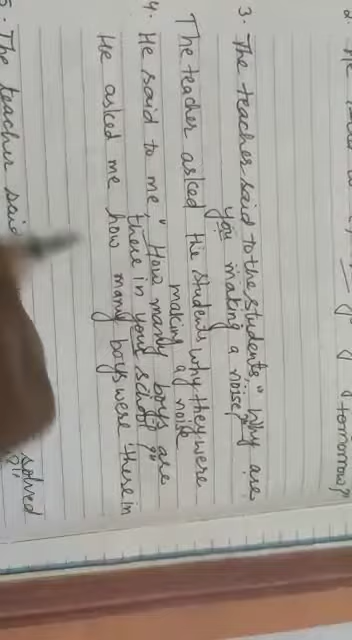 2. He
tomorrow?"
3. The teacher said to the students, "Why are
you making a noise?"
The teacher asked the students why they were
making a noise
4. He said to me, "How many boys are
there in your school?"
He asked me how many boys were there in
5. The teacher said
solved